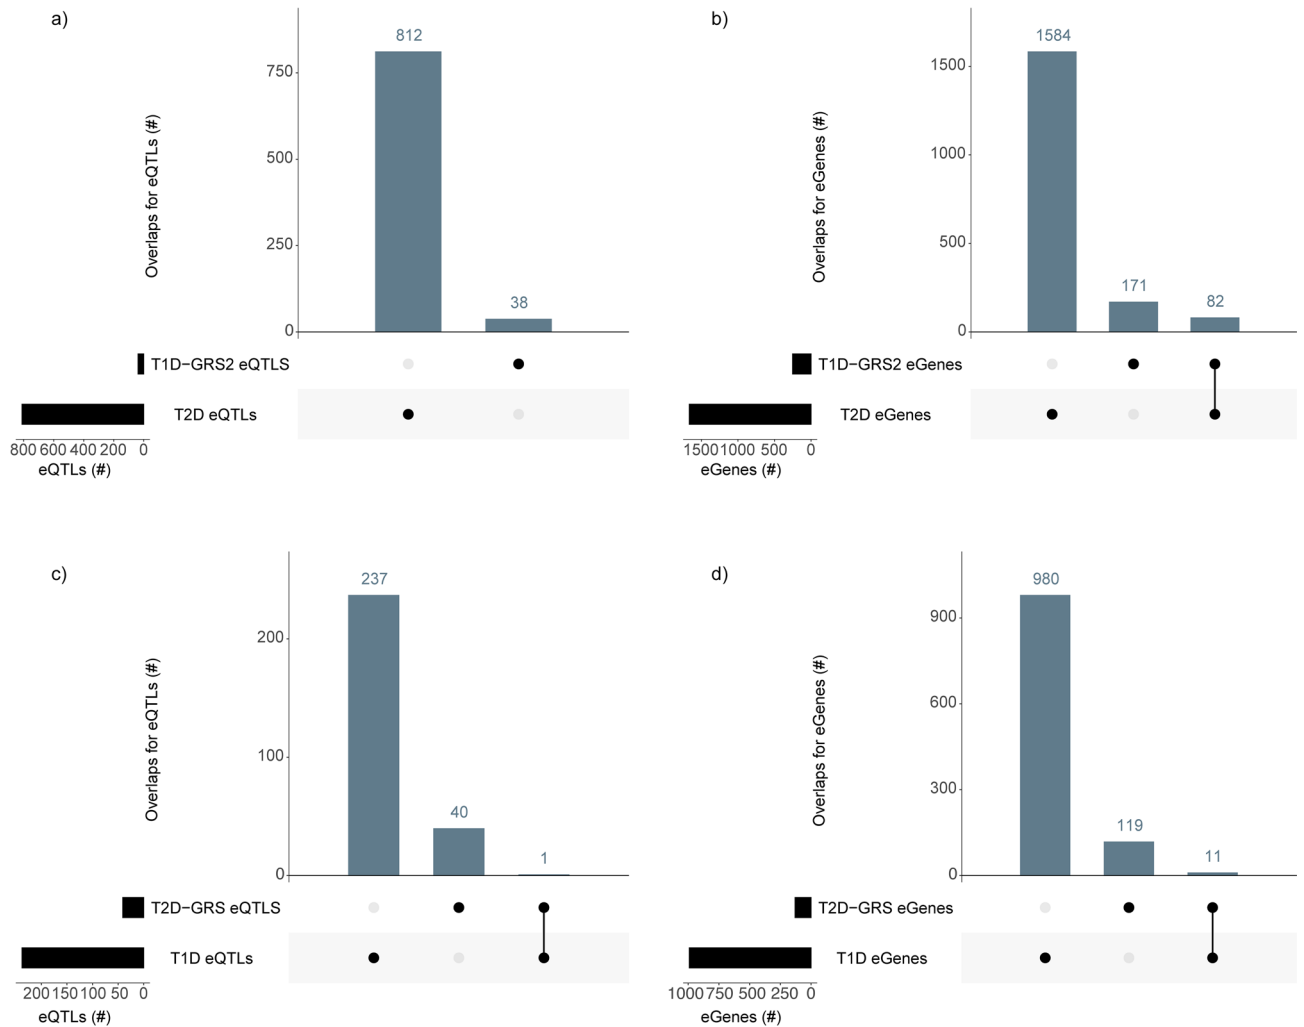 a)
Overlaps for eQTLs (#)
750
500
250
0
812
38
T1D−GRS2 eQTLS
T2D eQTLs
800 600 400 200 0
eQTLs (#)
b)
Overlaps for eGenes (#)
1500
1000
500
0
1584
171
82
T1D−GRS2 eGenes
T2D eGenes
1500 1000 500 0
eGenes (#)
c)
Overlaps for eQTLs (#)
200
100
0
237
40
1
T2D−GRS eQTLS
T1D eQTLs
200 150 100 50 0
eQTLs (#)
d)
Overlaps for eGenes (#)
900
600
300
0
980
119
11
T2D−GRS eGenes
T1D eGenes
1000 750 500 250 0
eGenes (#)